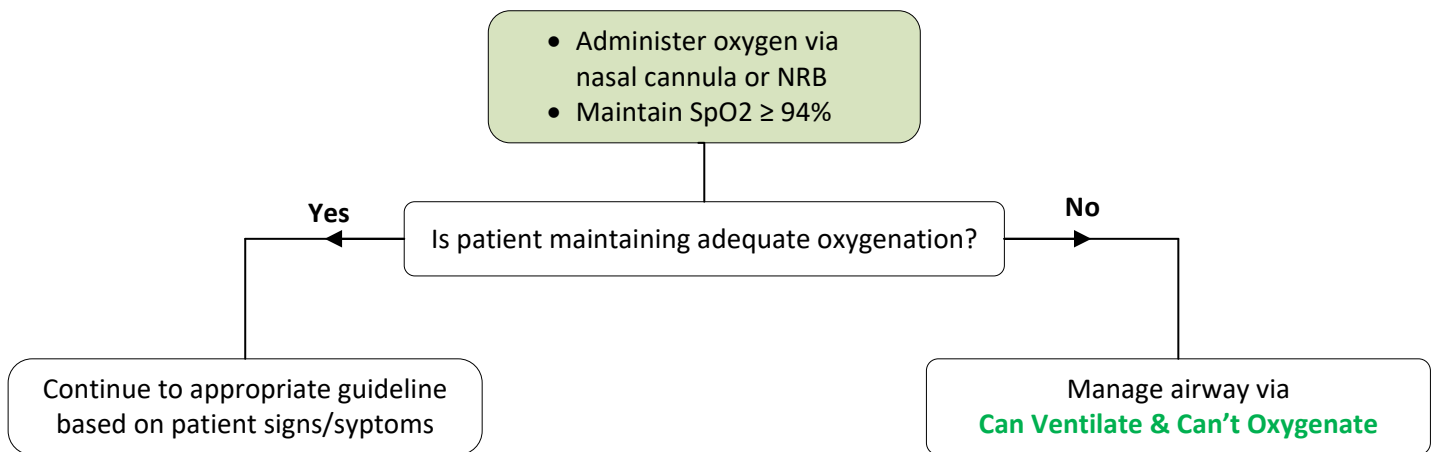 • Administer oxygen via
nasal cannula or NRB
• Maintain SpO2 ≥ 94%
Yes
No
Is patient maintaining adequate oxygenation?
Continue to appropriate guideline
based on patient signs/syptoms
Manage airway via
Can Ventilate & Can't Oxygenate